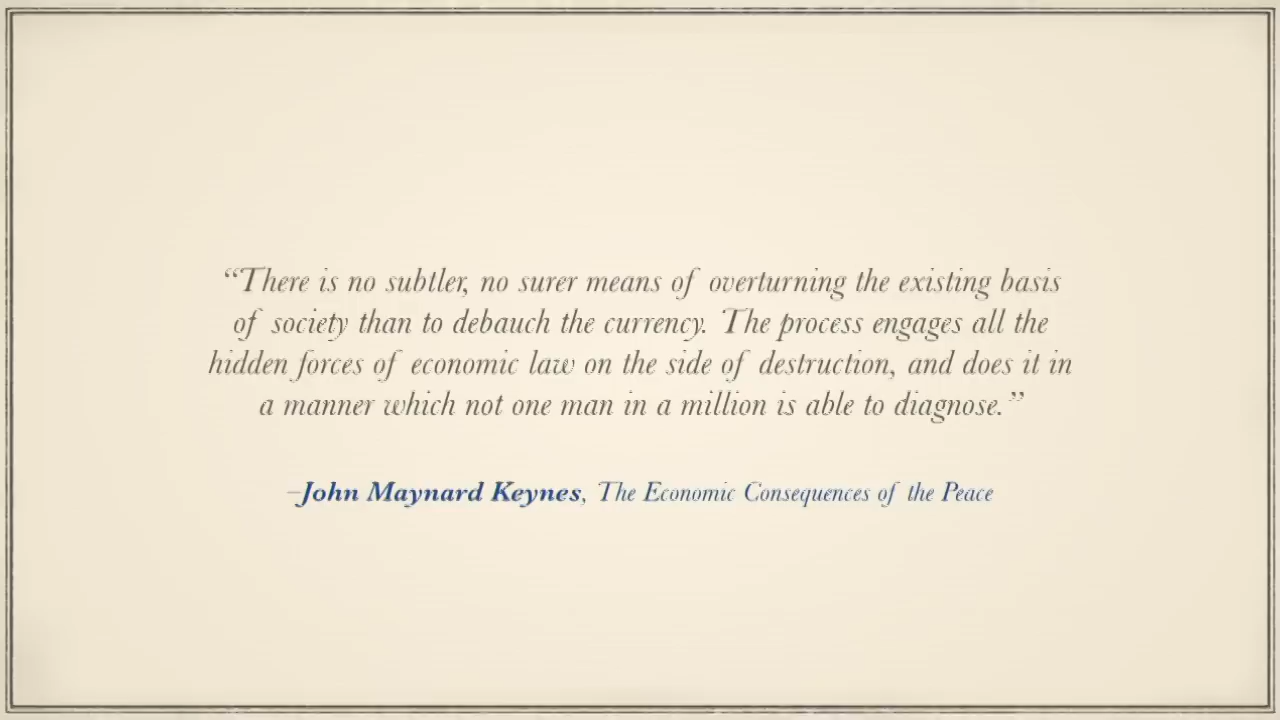 “There is no subtler, no surer means of overturning the existing basis
of society than to debauch the currency. The process engages all the
hidden forces of economic law on the side of destruction, and does it in
a manner which not one man in a million is able to diagnose.”
–John Maynard Keynes, The Economic Consequences of the Peace